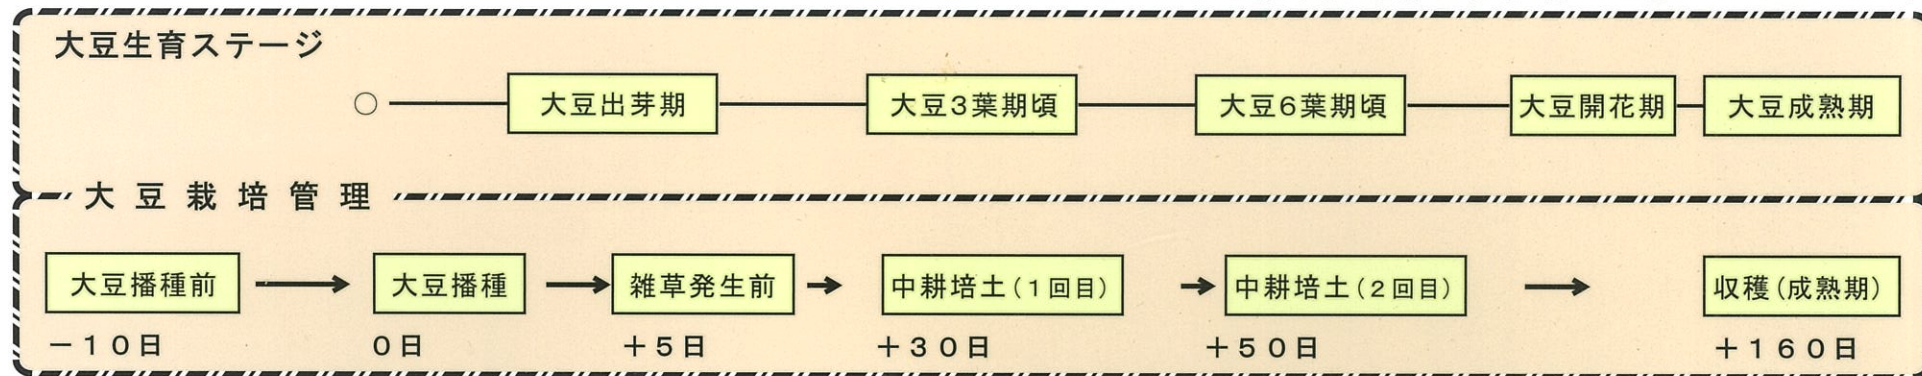 大豆生育ステージ
大豆出芽期 大豆3葉期頃 大豆6葉期頃 大豆開花期 大豆成熟期
大豆栽培管理
大豆播種前 大豆播種 雑草発生前 中耕培土(1回目) 中耕培土(2回目) 収穫(成熟期)
−10日 0日 +5日 +30日 +50日 +160日